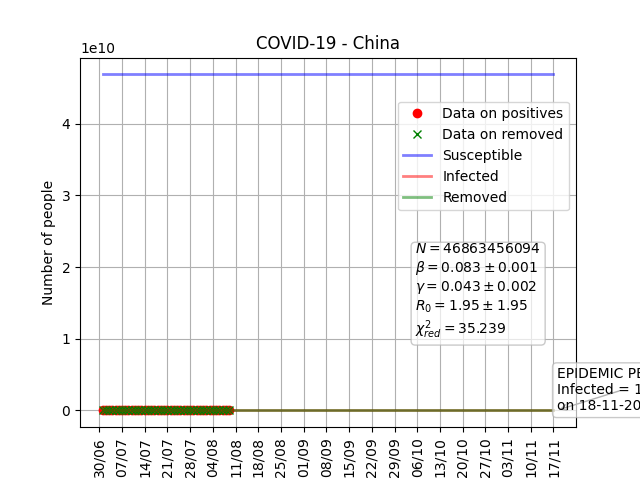 COVID-19 - China
1e10
Number of people
4
3
2
1
0
Data on positives
Data on removed
Susceptible
Infected
Removed
N = 46863456094
β = 0.083 ± 0.001
γ = 0.043 ± 0.002
R₀ = 1.95 ± 1.95
χ²red = 35.239
EPIDEMIC PE
Infected = 1
on 18-11-20
30/06
07/07
14/07
21/07
28/07
04/08
11/08
18/08
25/08
01/09
08/09
15/09
22/09
29/09
06/10
13/10
20/10
27/10
03/11
10/11
17/11